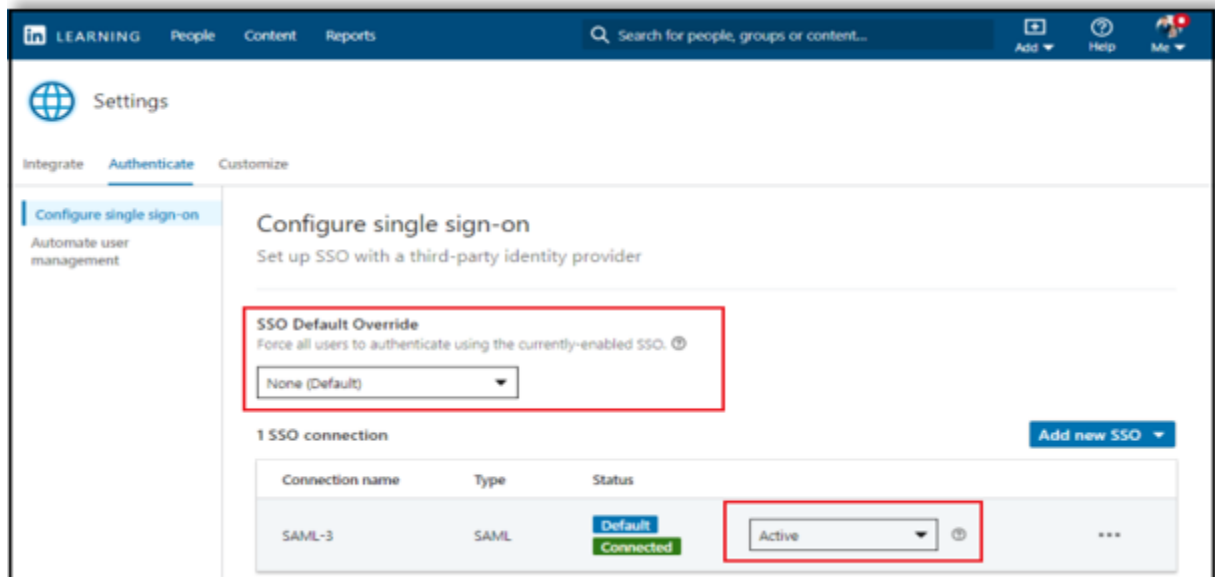 in LEARNING People Content Reports Search for people, groups or content... Add Help Me
Settings
Integrate Authenticate Customize
Configure single sign-on
Automate user
management
Configure single sign-on
Set up SSO with a third-party identity provider
SSO Default Override
Force all users to authenticate using the currently-enabled SSO.
None (Default)
1 SSO connection Add new SSO
Connection name Type Status
SAML-3 SAML Default Connected Active